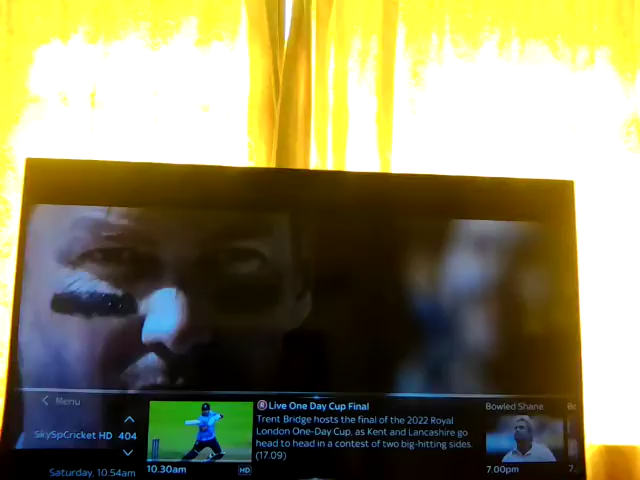 < Menu
SkySpCricket HD 404
Saturday, 10.54am
10.30am
HD
R Live One Day Cup Final
Trent Bridge hosts the final of the 2022 Royal
London One-Day Cup, as Kent and Lancashire go
head to head in a contest of two big-hitting sides.
(17.09)
Bowled Shane
7.00pm
7.